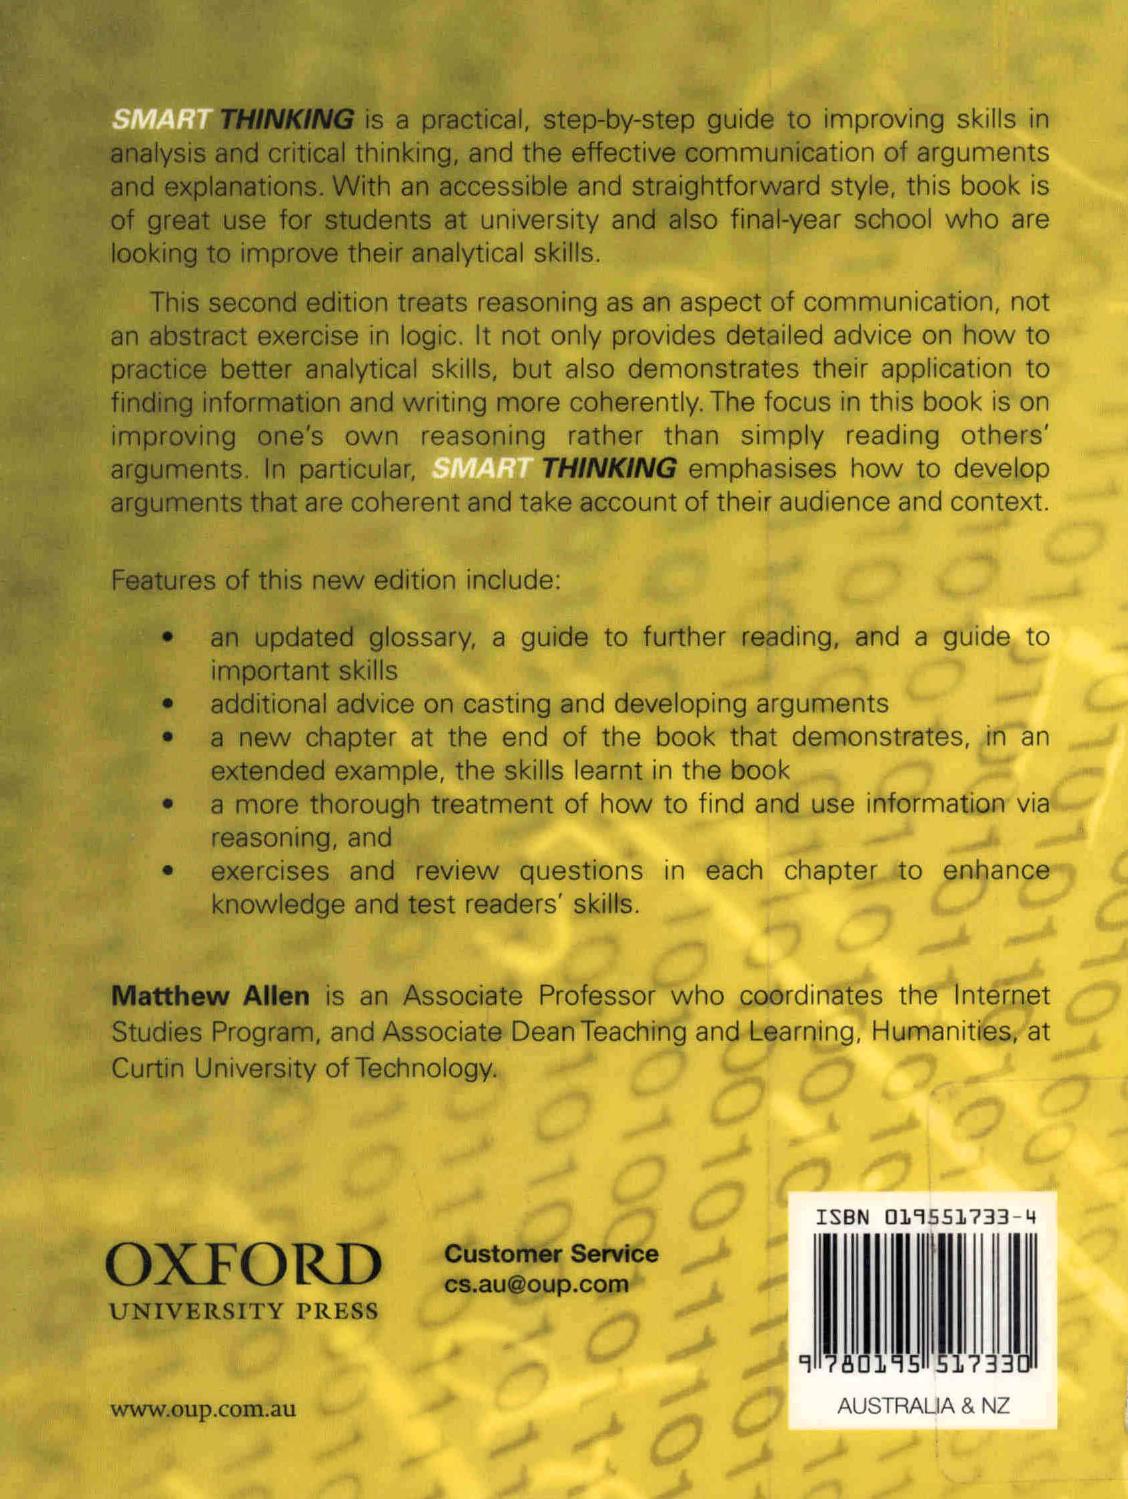 SMART THINKING is a practical, step-by-step guide to improving skills in
analysis and critical thinking, and the effective communication of arguments
and explanations. With an accessible and straightforward style, this book is
of great use for students at university and also final-year school who are
looking to improve their analytical skills.
This second edition treats reasoning as an aspect of communication, not
an abstract exercise in logic. It not only provides detailed advice on how to
practice better analytical skills, but also demonstrates their application to
finding information and writing more coherently. The focus in this book is on
improving one's own reasoning rather than simply reading others'
arguments. In particular, SMART THINKING emphasises how to develop
arguments that are coherent and take account of their audience and context.
Features of this new edition include:
• an updated glossary, a guide to further reading, and a guide to
important skills
• additional advice on casting and developing arguments
• a new chapter at the end of the book that demonstrates, in an
extended example, the skills learnt in the book
• a more thorough treatment of how to find and use information via
reasoning, and
• exercises and review questions in each chapter to enhance
knowledge and test readers' skills.
Matthew Allen is an Associate Professor who coordinates the Internet
Studies Program, and Associate Dean Teaching and Learning, Humanities, at
Curtin University of Technology.
ISBN 019551733-4
OXFORD
UNIVERSITY PRESS
Customer Service
cs.au@oup.com
9 780195 517330
www.oup.com.au
AUSTRALIA & NZ